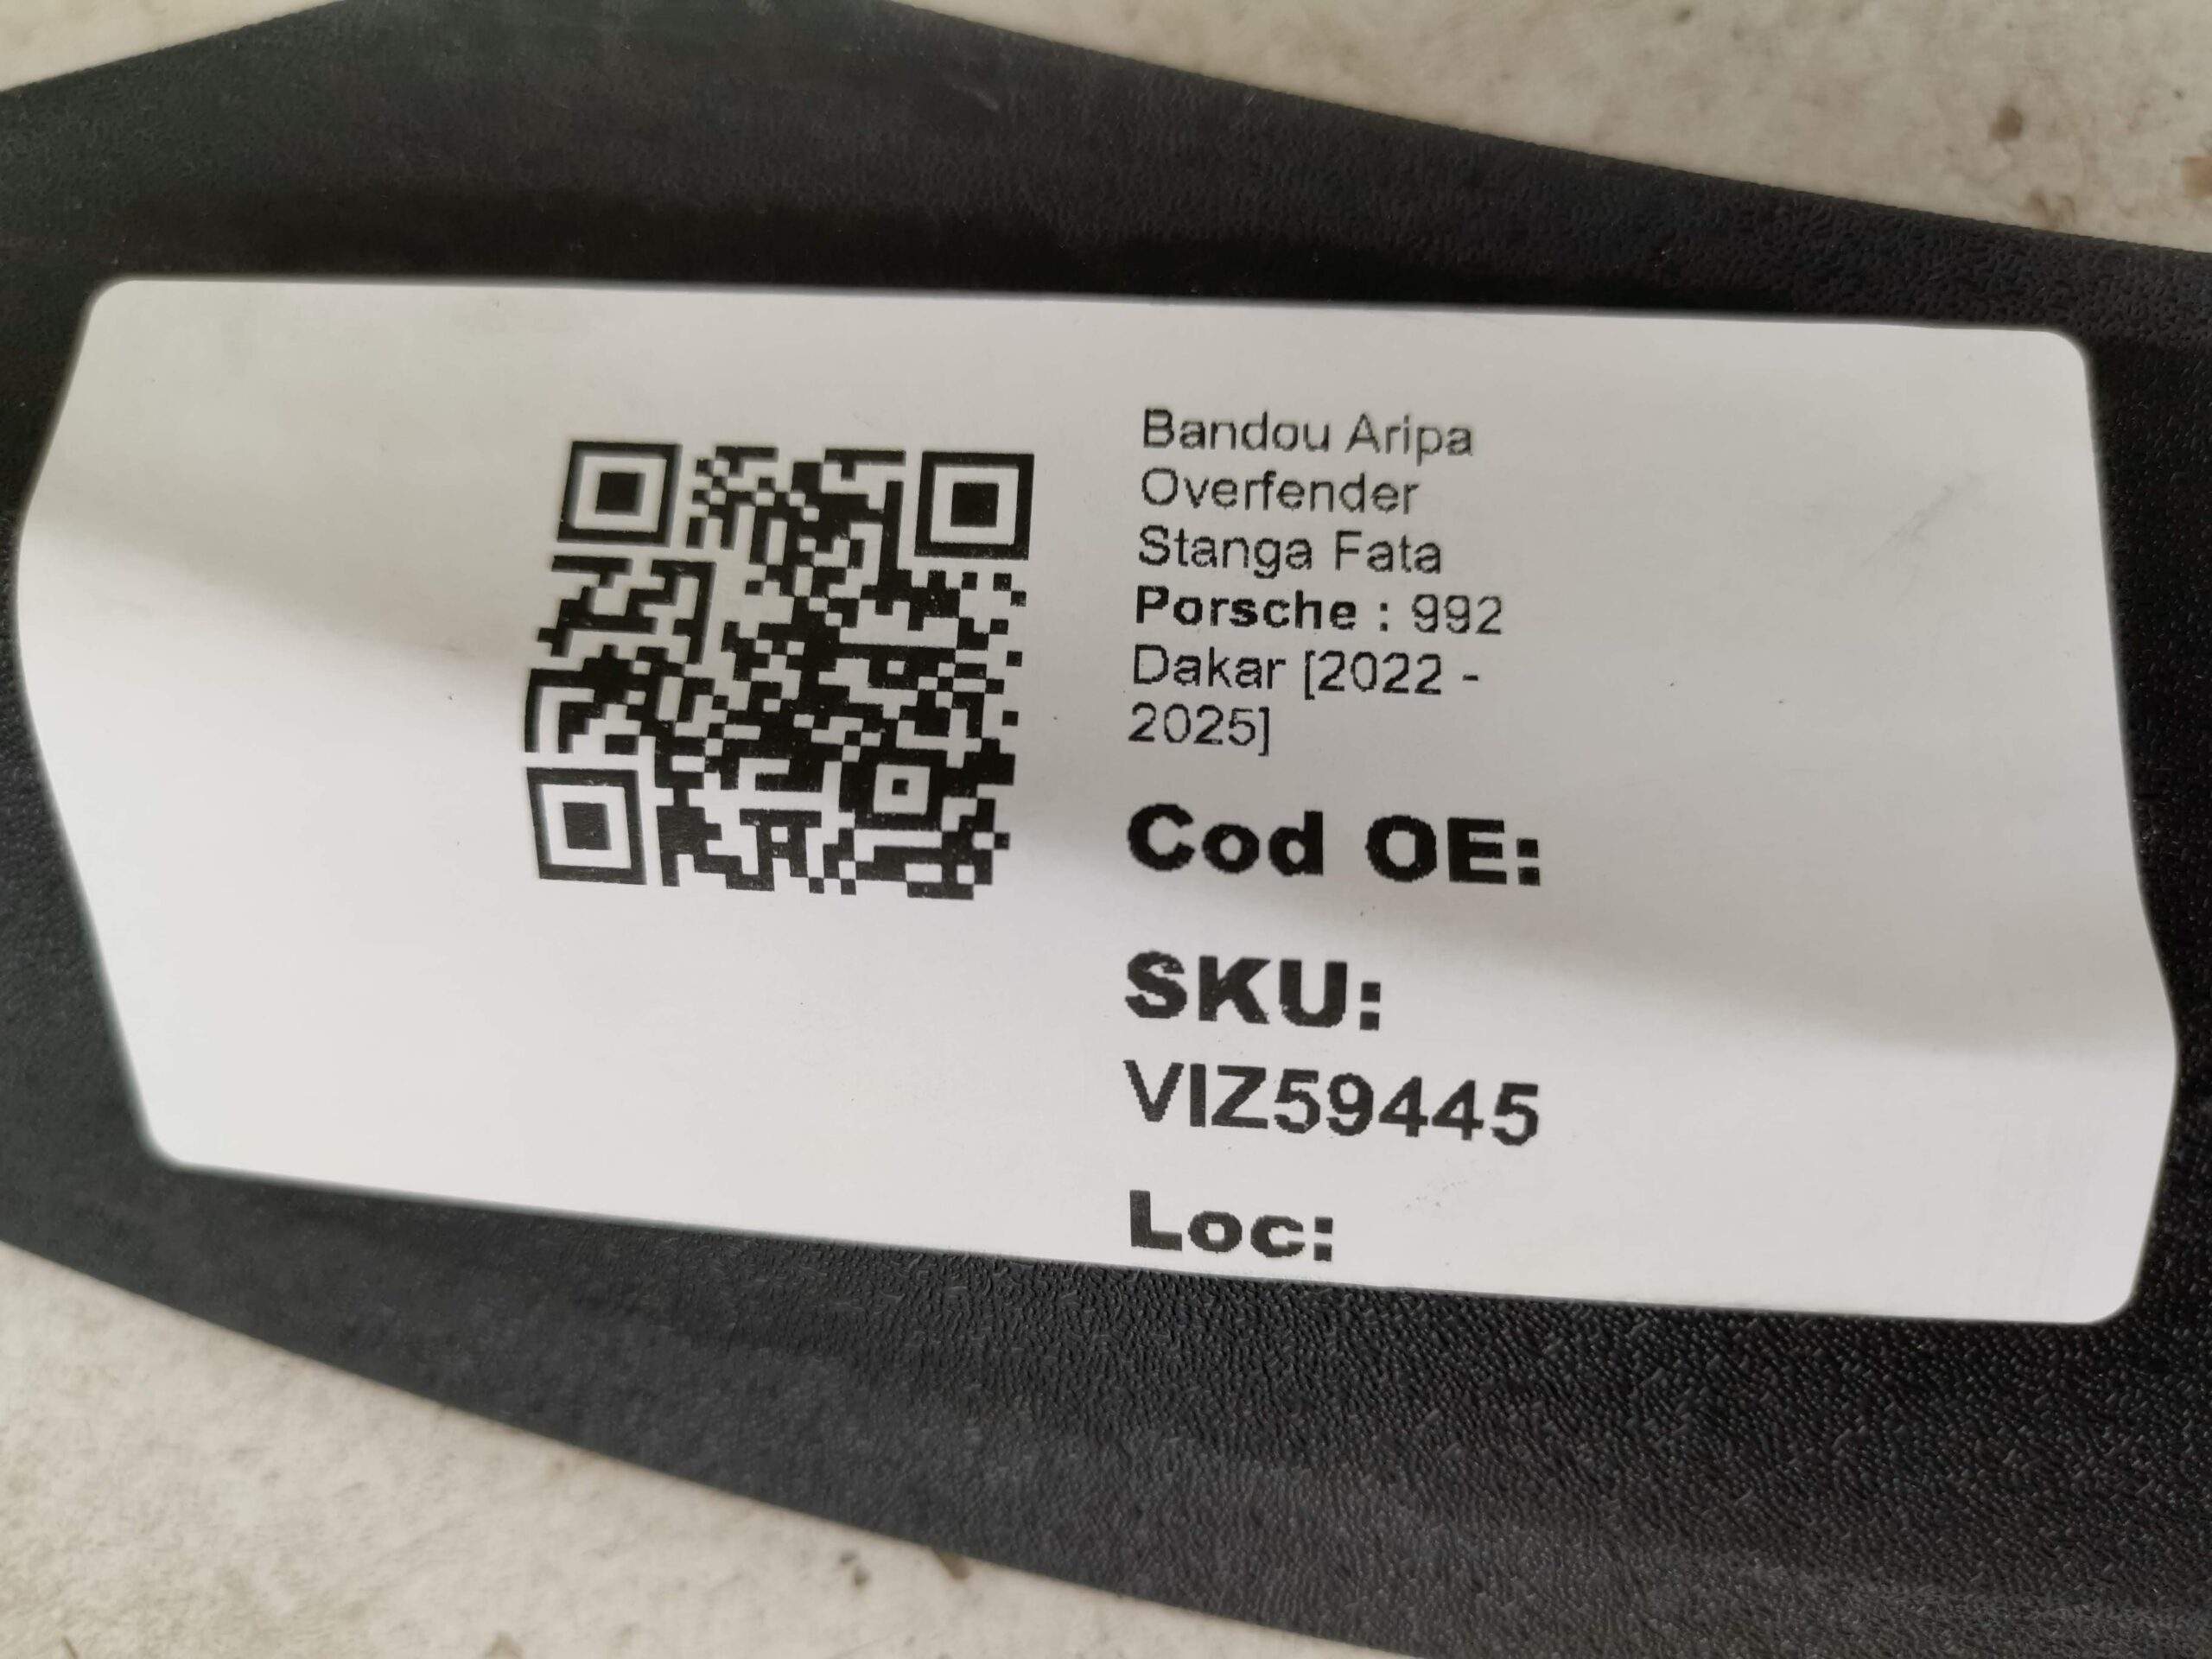 Bandou Aripa
Overfender
Stanga Fata
Porsche : 992
Dakar [2022 -
2025]
Cod OE:
SKU:
VIZ59445
Loc: